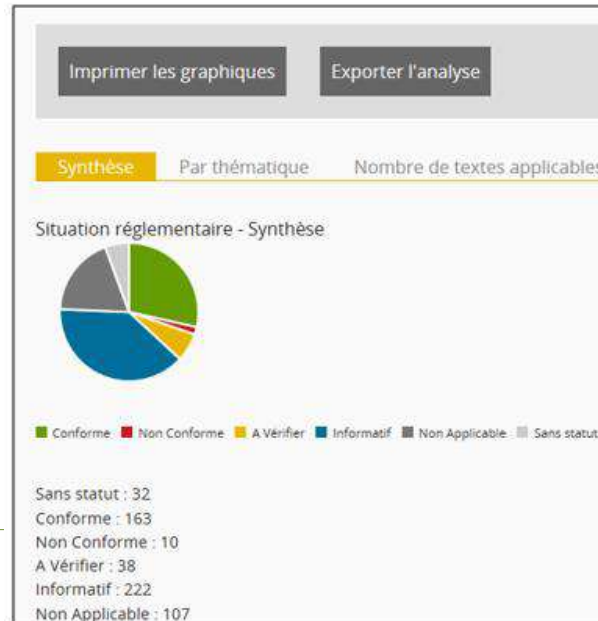 Imprimer les graphiques Exporter l'analyse
Synthèse Par thématique Nombre de textes applicables
Situation réglementaire - Synthèse
Conforme Non Conforme A Vérifier Informatif Non Applicable Sans statut
Sans statut : 32
Conforme : 163
Non Conforme : 10
A Vérifier : 38
Informatif : 222
Non Applicable : 107